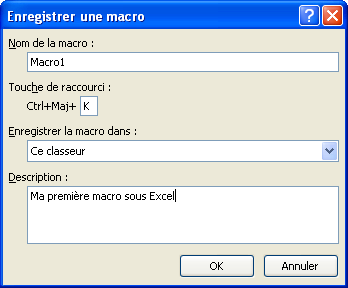 Enregistrer une macro
Nom de la macro :
Macro1
Touche de raccourci :
Ctrl+Maj+ K
Enregistrer la macro dans :
Ce classeur
Description :
Ma première macro sous Excel
OK Annuler